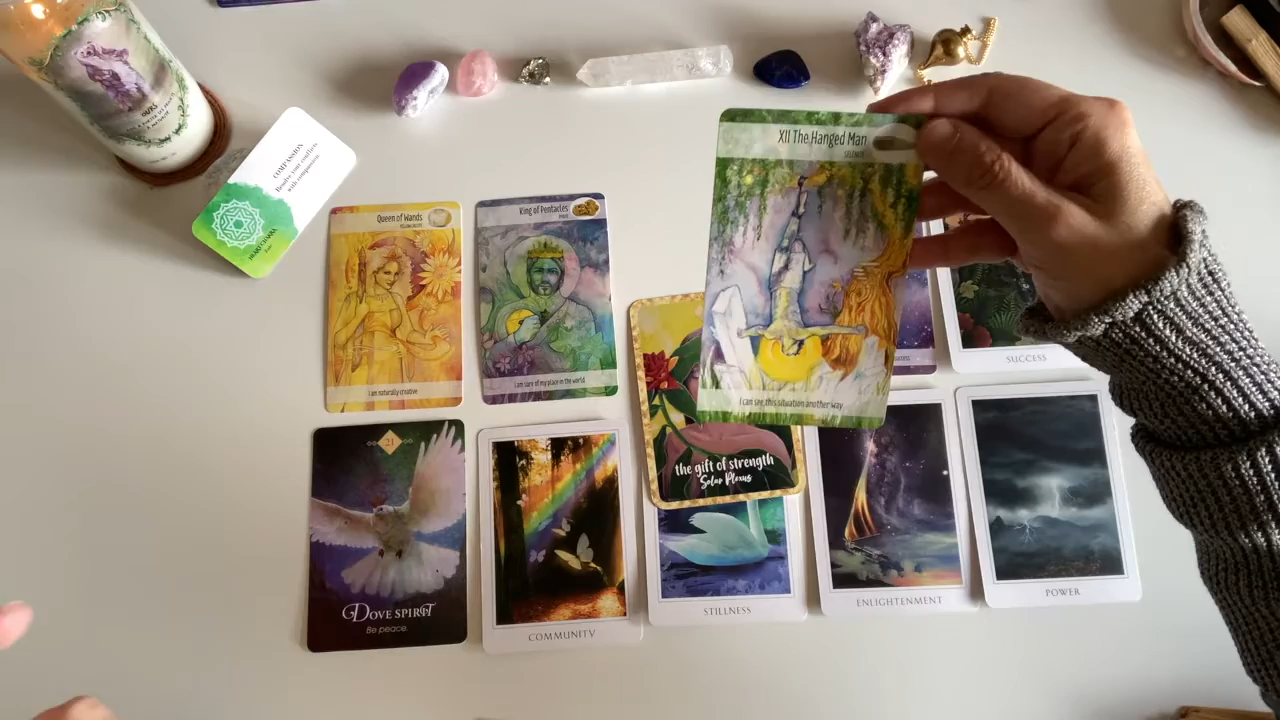 OURS
COMPASSION
Resolve your conflicts
with compassion.
HEART CHAKRA
Queen of Wands
I am naturally creative
King of Pentacles
I am sure of my place in the world
XII The Hanged Man
SELENITE
I can see this situation another way
SUCCESS
the gift of strength
Solar Plexus
21
DOVE SPIRIT
Be peace.
COMMUNITY
STILLNESS
ENLIGHTENMENT
POWER